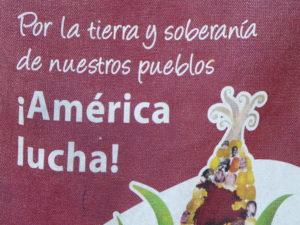 Por la tierra y soberanía
de nuestros pueblos
¡América
lucha!